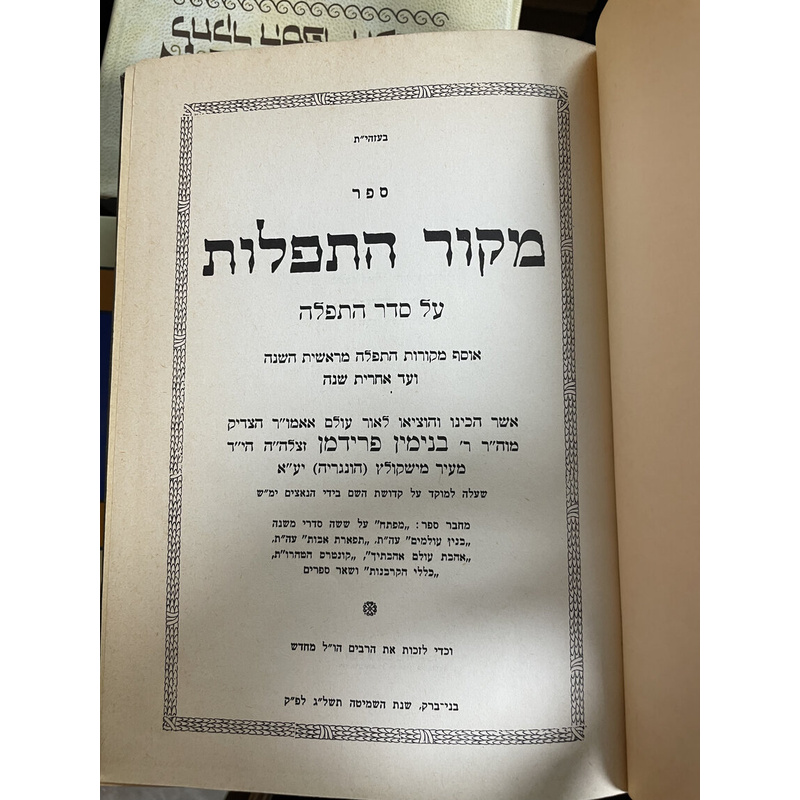 לחקר הספר
בעזהי״ת
ספר
מקור התפלות
על סדר התפלה
אוסף מקורות התפלה מראשית השנה
ועד אחרית שנה
אשר הכינו והוציאו לאור עולם אאמו״ר הצדיק
מוה״ר ר׳ בנימין פרידמן זצלה״ה הי״ד
מעיר מישקולץ (הונגריה) יע״א
שעלה למוקד על קדושת השם בידי הנאצים ימ״ש
מחבר ספר: „מפתח״ על ששה סדרי משנה
„בנין עולמים״ עה״ת, „תפארת אבות״ עה״ת,
„אהבת עולם אהבתיך״, „קונטרס הטהרו״ת,
„כללי הקרבנות״ ושאר ספרים
וכדי לזכות את הרבים הו״ל מחדש
בני־ברק, שנת השמיטה תשל״ג לפ״ק